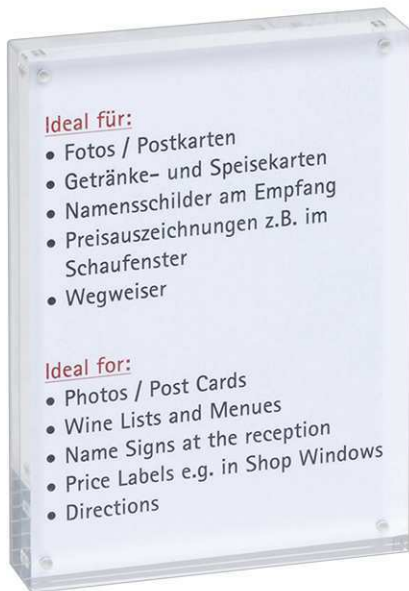 Ideal für:
• Fotos / Postkarten
• Getränke- und Speisekarten
• Namensschilder am Empfang
• Preisauszeichnungen z.B. im
Schaufenster
• Wegweiser
Ideal for:
• Photos / Post Cards
• Wine Lists and Menues
• Name Signs at the reception
• Price Labels e.g. in Shop Windows
• Directions